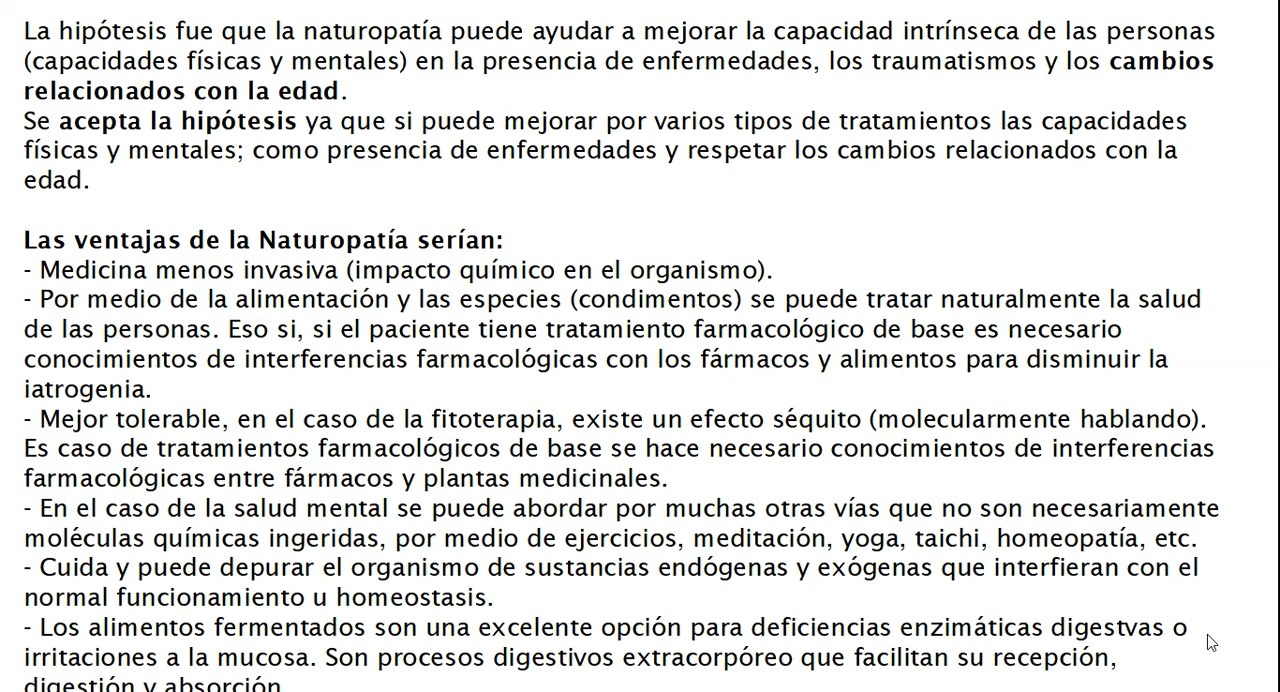 La hipótesis fue que la naturopatía puede ayudar a mejorar la capacidad intrínseca de las personas
(capacidades físicas y mentales) en la presencia de enfermedades, los traumatismos y los cambios
relacionados con la edad.
Se acepta la hipótesis ya que si puede mejorar por varios tipos de tratamientos las capacidades
físicas y mentales; como presencia de enfermedades y respetar los cambios relacionados con la
edad.
Las ventajas de la Naturopatía serían:
- Medicina menos invasiva (impacto químico en el organismo).
- Por medio de la alimentación y las especies (condimentos) se puede tratar naturalmente la salud
de las personas. Eso si, si el paciente tiene tratamiento farmacológico de base es necesario
conocimientos de interferencias farmacológicas con los fármacos y alimentos para disminuir la
iatrogenia.
- Mejor tolerable, en el caso de la fitoterapia, existe un efecto séquito (molecularmente hablando).
Es caso de tratamientos farmacológicos de base se hace necesario conocimientos de interferencias
farmacológicas entre fármacos y plantas medicinales.
- En el caso de la salud mental se puede abordar por muchas otras vías que no son necesariamente
moléculas químicas ingeridas, por medio de ejercicios, meditación, yoga, taichi, homeopatía, etc.
- Cuida y puede depurar el organismo de sustancias endógenas y exógenas que interfieran con el
normal funcionamiento u homeostasis.
- Los alimentos fermentados son una excelente opción para deficiencias enzimáticas digestvas o
irritaciones a la mucosa. Son procesos digestivos extracorpóreo que facilitan su recepción,
digestión y absorción.